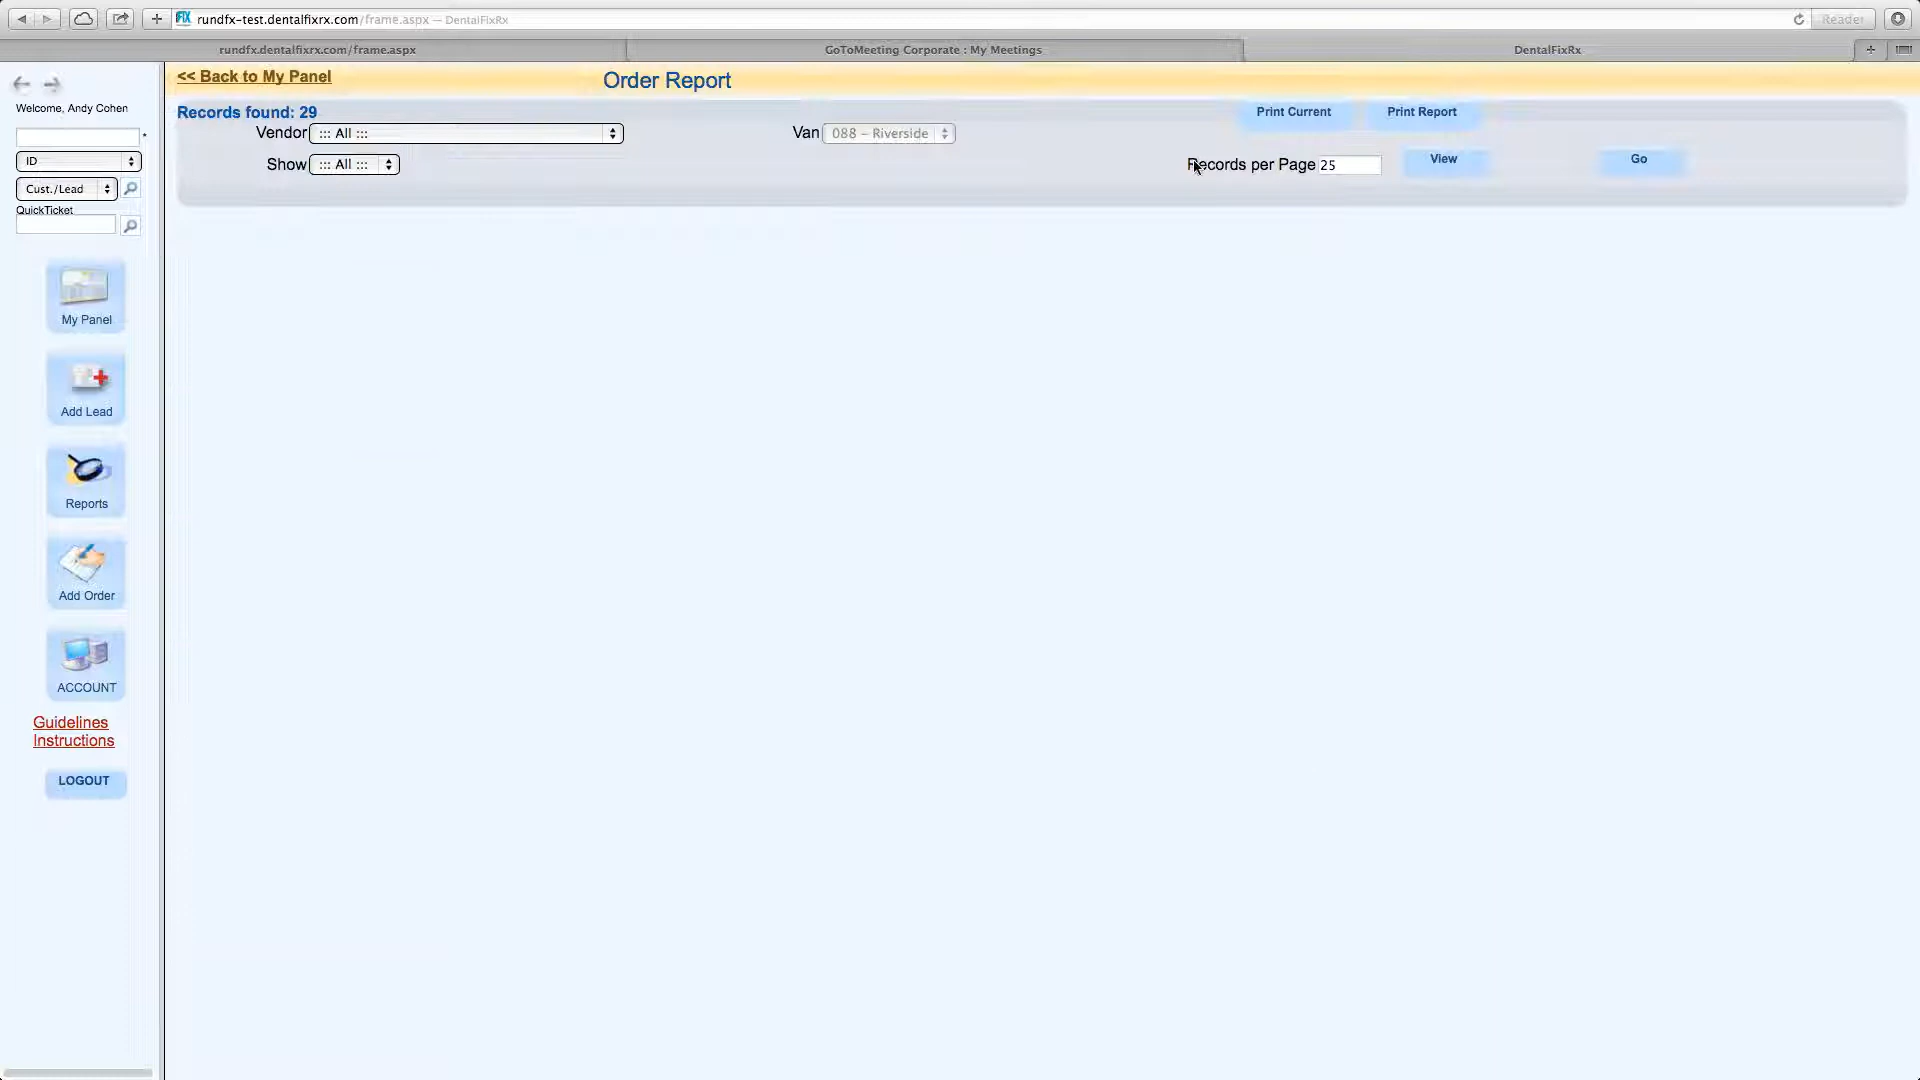 rundfx-test.dentalfixrx.com/frame.aspx — DentalFixRx
Reader
rundfx.dentalfixrx.com/frame.aspx
GoToMeeting Corporate : My Meetings
DentalFixRx
<< Back to My Panel
Order Report
Welcome, Andy Cohen
Records found: 29
Print Current
Print Report
Vendor ::: All :::
Van 088 – Riverside
*
ID
Show ::: All :::
Records per Page 25
View
Go
Cust./Lead
QuickTicket
My Panel
Add Lead
Reports
Add Order
ACCOUNT
Guidelines
Instructions
LOGOUT